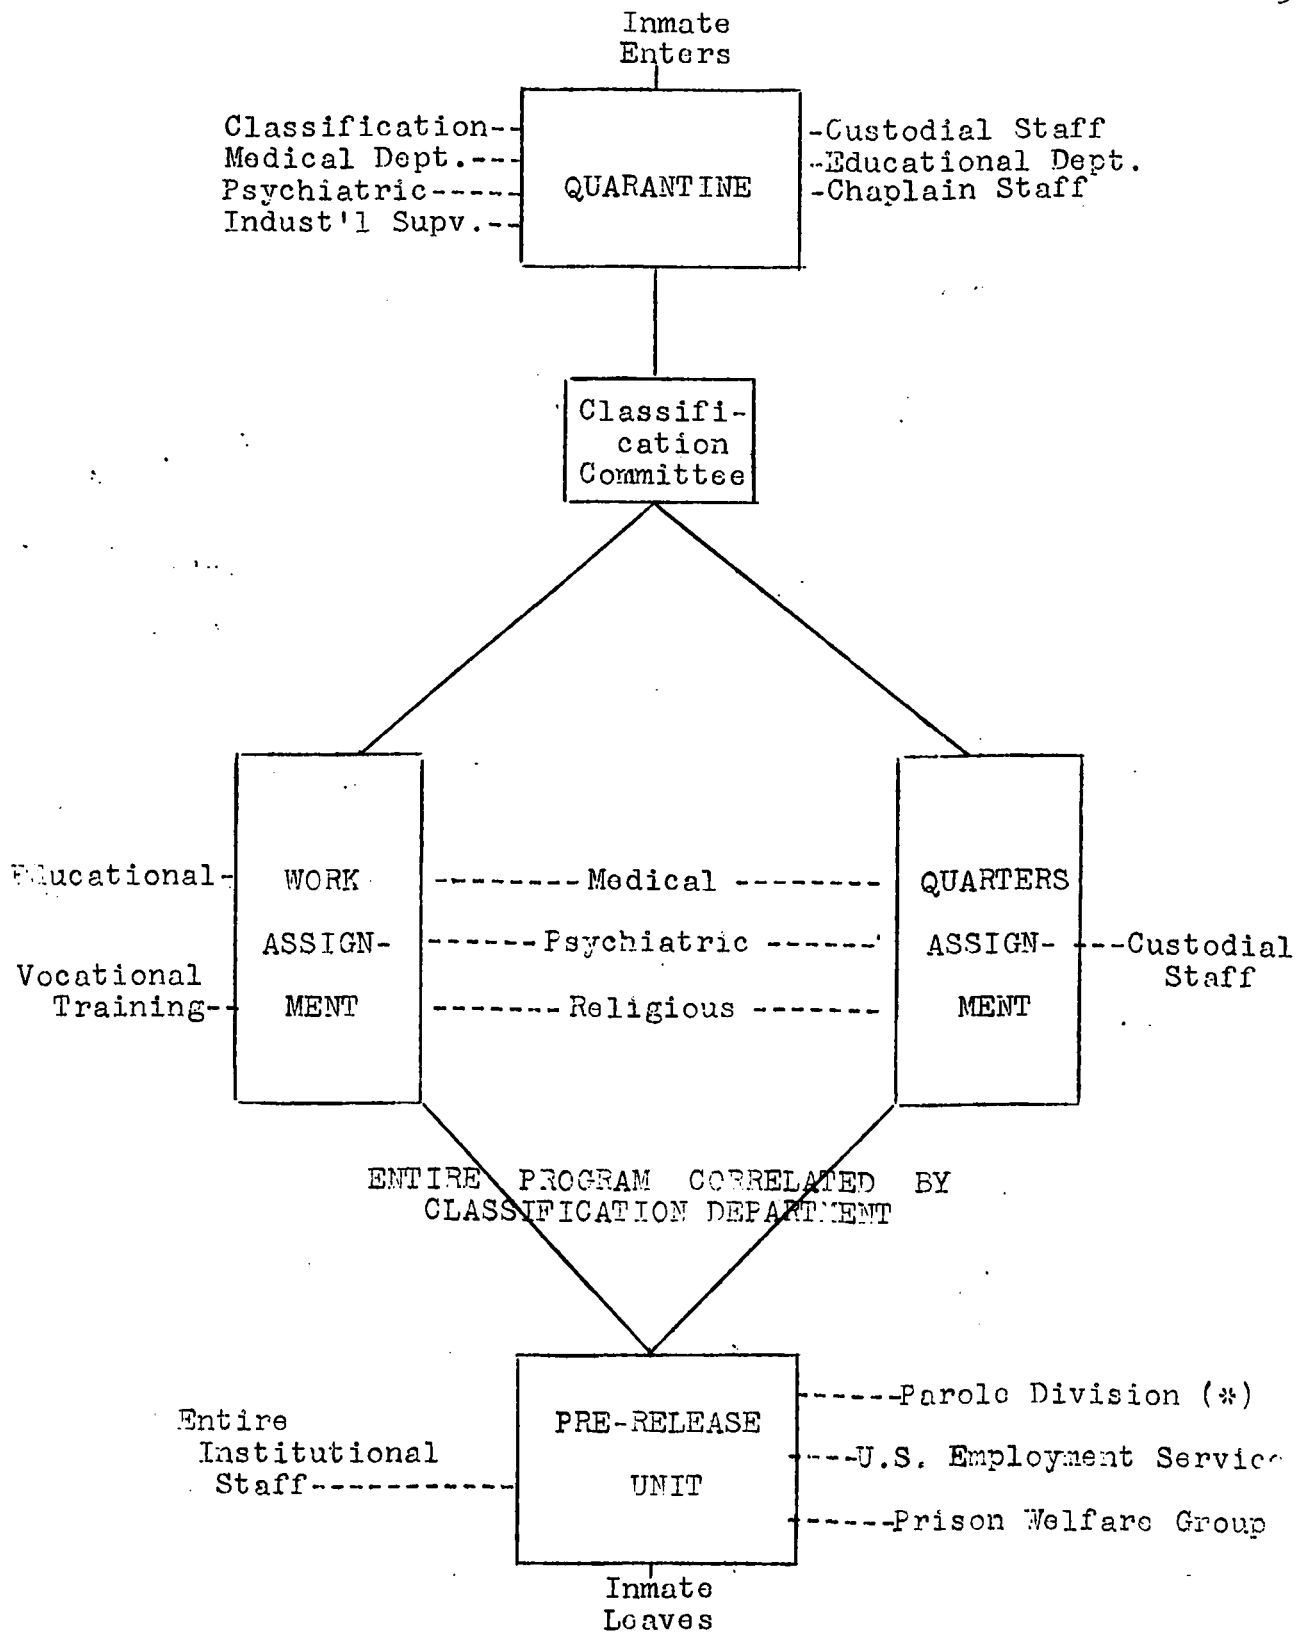 Inmate
Enters
Classification--
Medical Dept.---
Psychiatric-----
Indust'l Supv.--
QUARANTINE
-Custodial Staff
--Educational Dept.
-Chaplain Staff
Classifi-
cation
Committee
Educational-
Vocational
Training--
WORK
ASSIGN-
MENT
--------Medical --------
------Psychiatric ------
-------Religious -------
QUARTERS
ASSIGN-
MENT
---Custodial
Staff
ENTIRE PROGRAM CORRELATED BY
CLASSIFICATION DEPARTMENT
Entire
Institutional
Staff-----------
PRE-RELEASE
UNIT
------Parole Division (*)
----U.S. Employment Service
------Prison Welfare Group
Inmate
Leaves